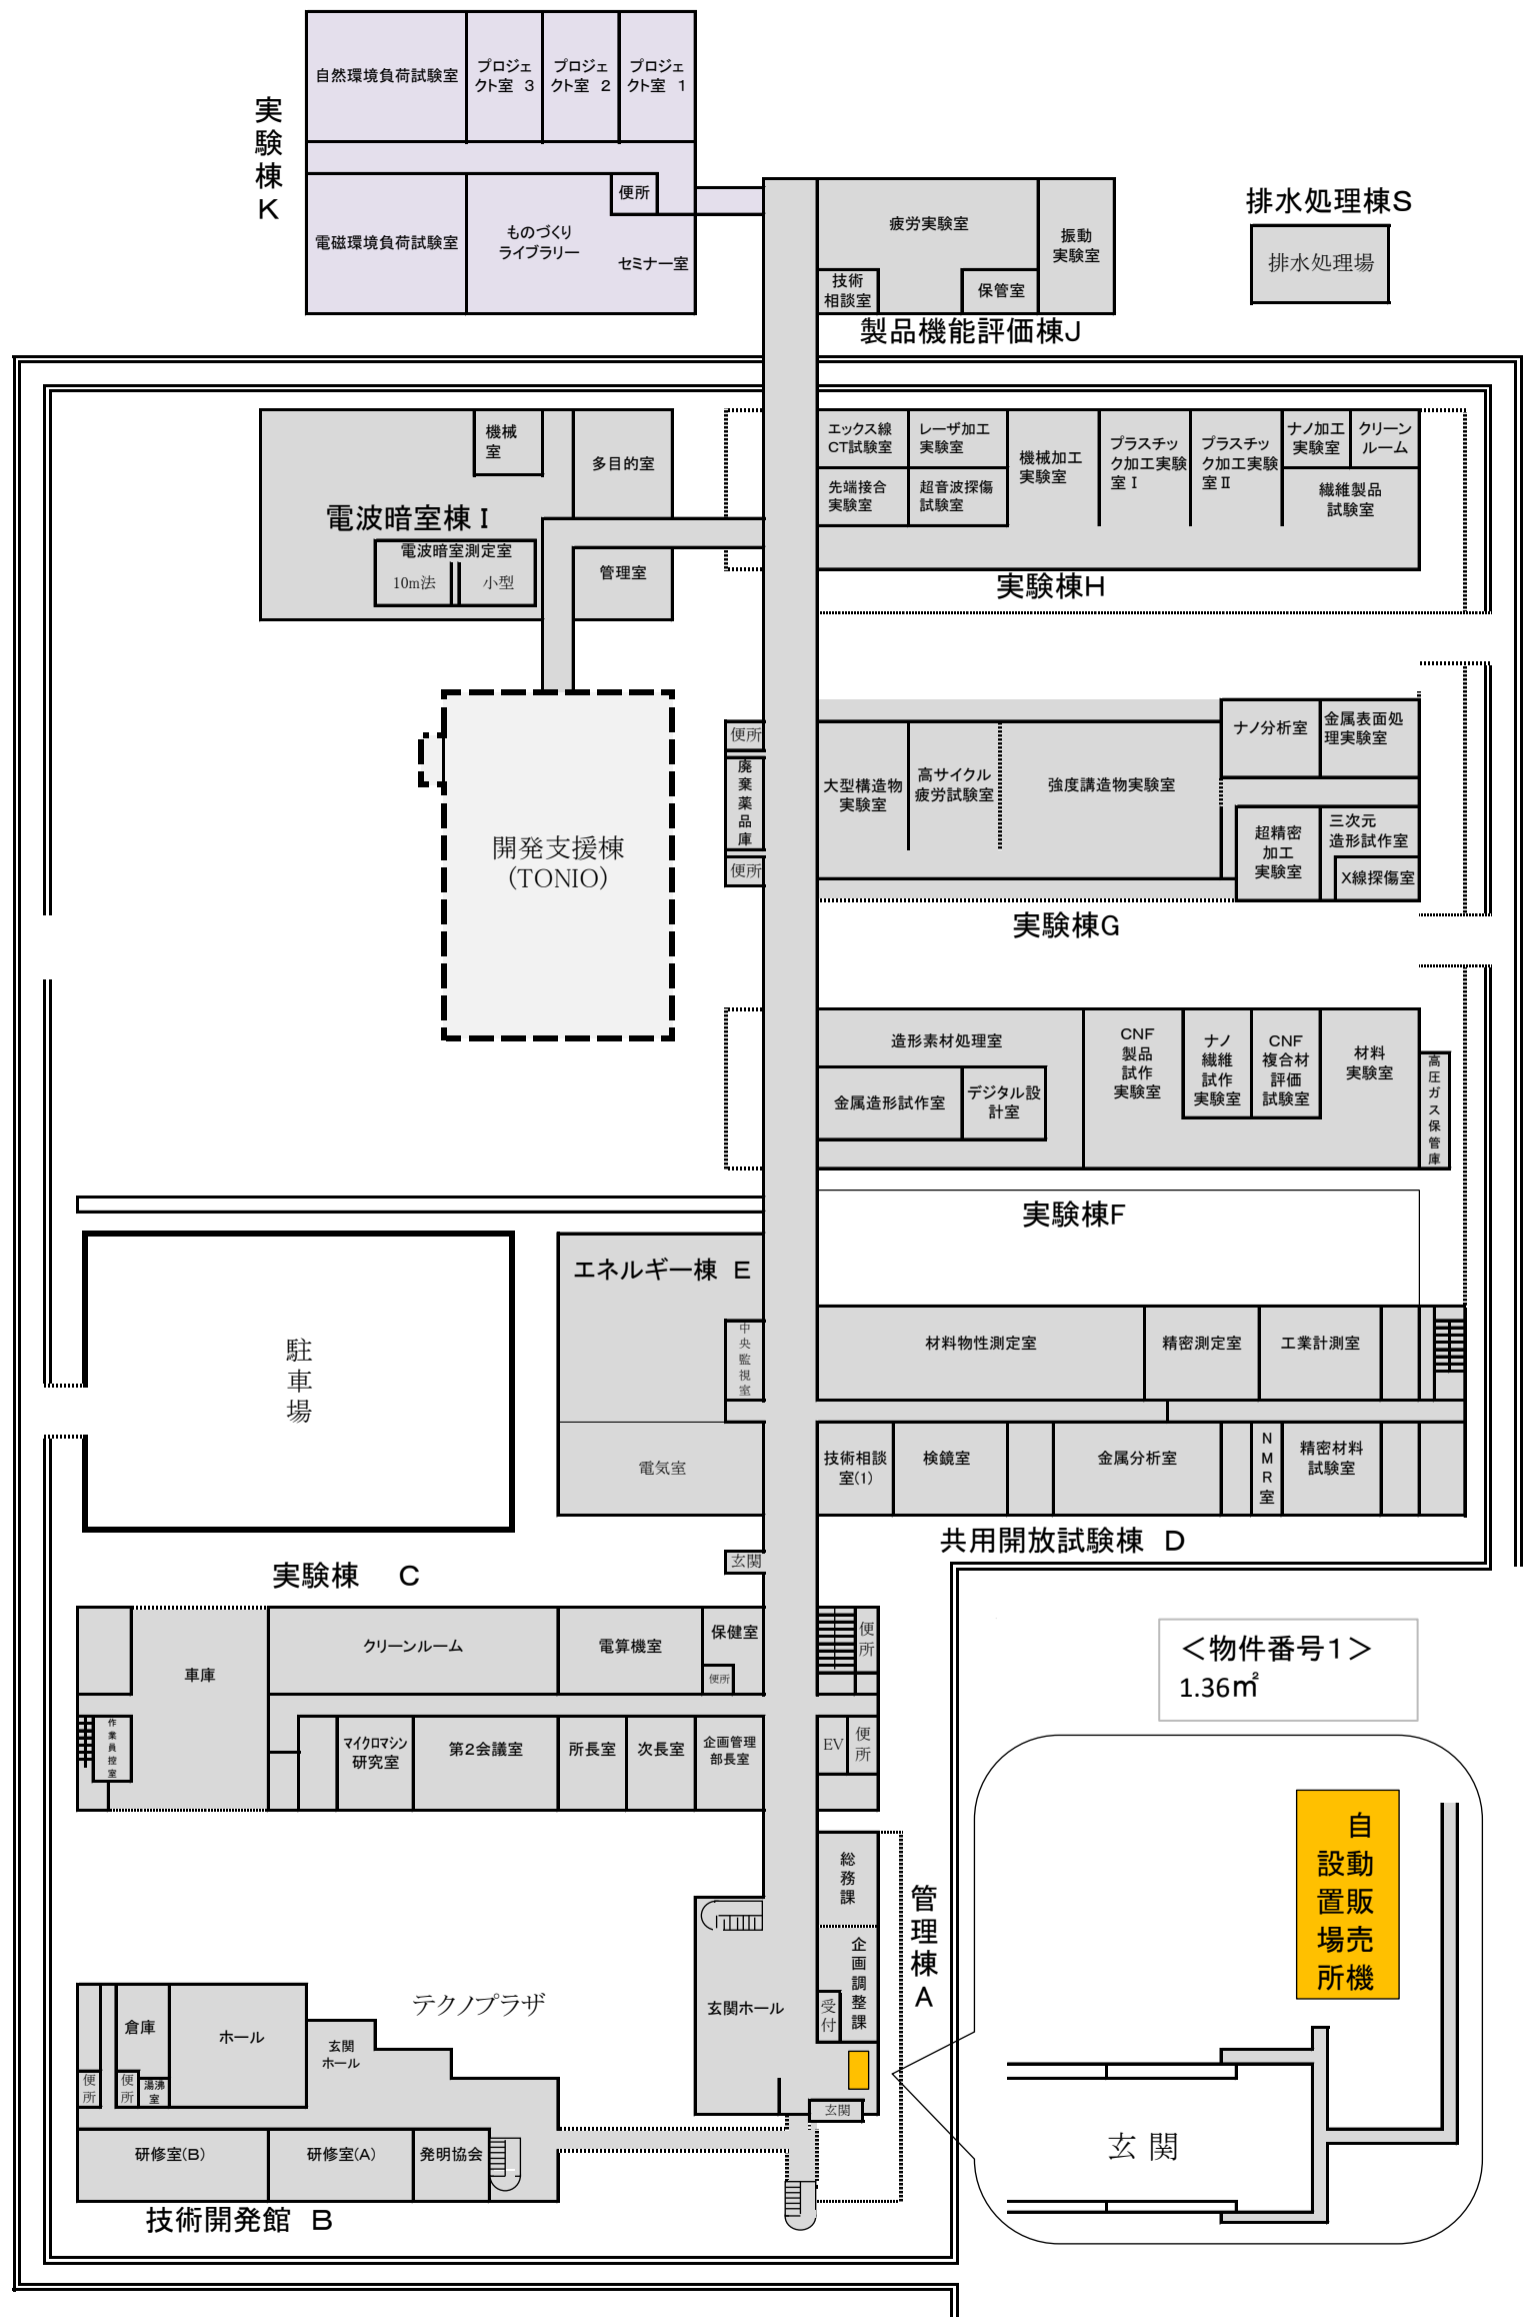 自然環境負荷試験室
プロジェ
クト室 3
プロジェ
クト室 2
プロジェ
クト室 1
実験棟K
便所
電磁環境負荷試験室
ものづくり
ライブラリー
セミナー室
疲労実験室
振動
実験室
技術
相談室
保管室
製品機能評価棟J
排水処理棟S
排水処理場
機械
室
多目的室
電波暗室棟Ⅰ
電波暗室測定室
10m法
小型
管理室
エックス線
CT試験室
レーザ加工
実験室
機械加工
実験室
プラスチッ
ク加工実験
室Ⅰ
プラスチッ
ク加工実験
室Ⅱ
ナノ加工
実験室
クリーン
ルーム
先端接合
実験室
超音波探傷
試験室
繊維製品
試験室
実験棟H
開発支援棟
(TONIO)
便所
廃棄薬品庫
便所
大型構造物
実験室
高サイクル
疲労試験室
強度講造物実験室
ナノ分析室
金属表面処
理実験室
超精密
加工
実験室
三次元
造形試作室
X線探傷室
実験棟G
造形素材処理室
金属造形試作室
デジタル設
計室
CNF
製品
試作
実験室
ナノ
繊維
試作
実験室
CNF
複合材
評価
試験室
材料
実験室
高圧ガス保管庫
実験棟F
駐車場
エネルギー棟 E
中央監視室
電気室
材料物性測定室
精密測定室
工業計測室
技術相談
室(1)
検鏡室
金属分析室
NMR室
精密材料
試験室
共用開放試験棟 D
玄関
実験棟 C
車庫
クリーンルーム
電算機室
保健室
便所
便所
作業員控室
マイクロマシン
研究室
第2会議室
所長室
次長室
企画管理
部長室
EV
便所
総務課
企画調整課
受付
管理棟A
玄関ホール
玄関
テクノプラザ
倉庫
ホール
玄関
ホール
便所
便所
湯沸
室
研修室(B)
研修室(A)
発明協会
技術開発館 B
<物件番号1>
1.36㎡
自動販売機
設置場所
玄関